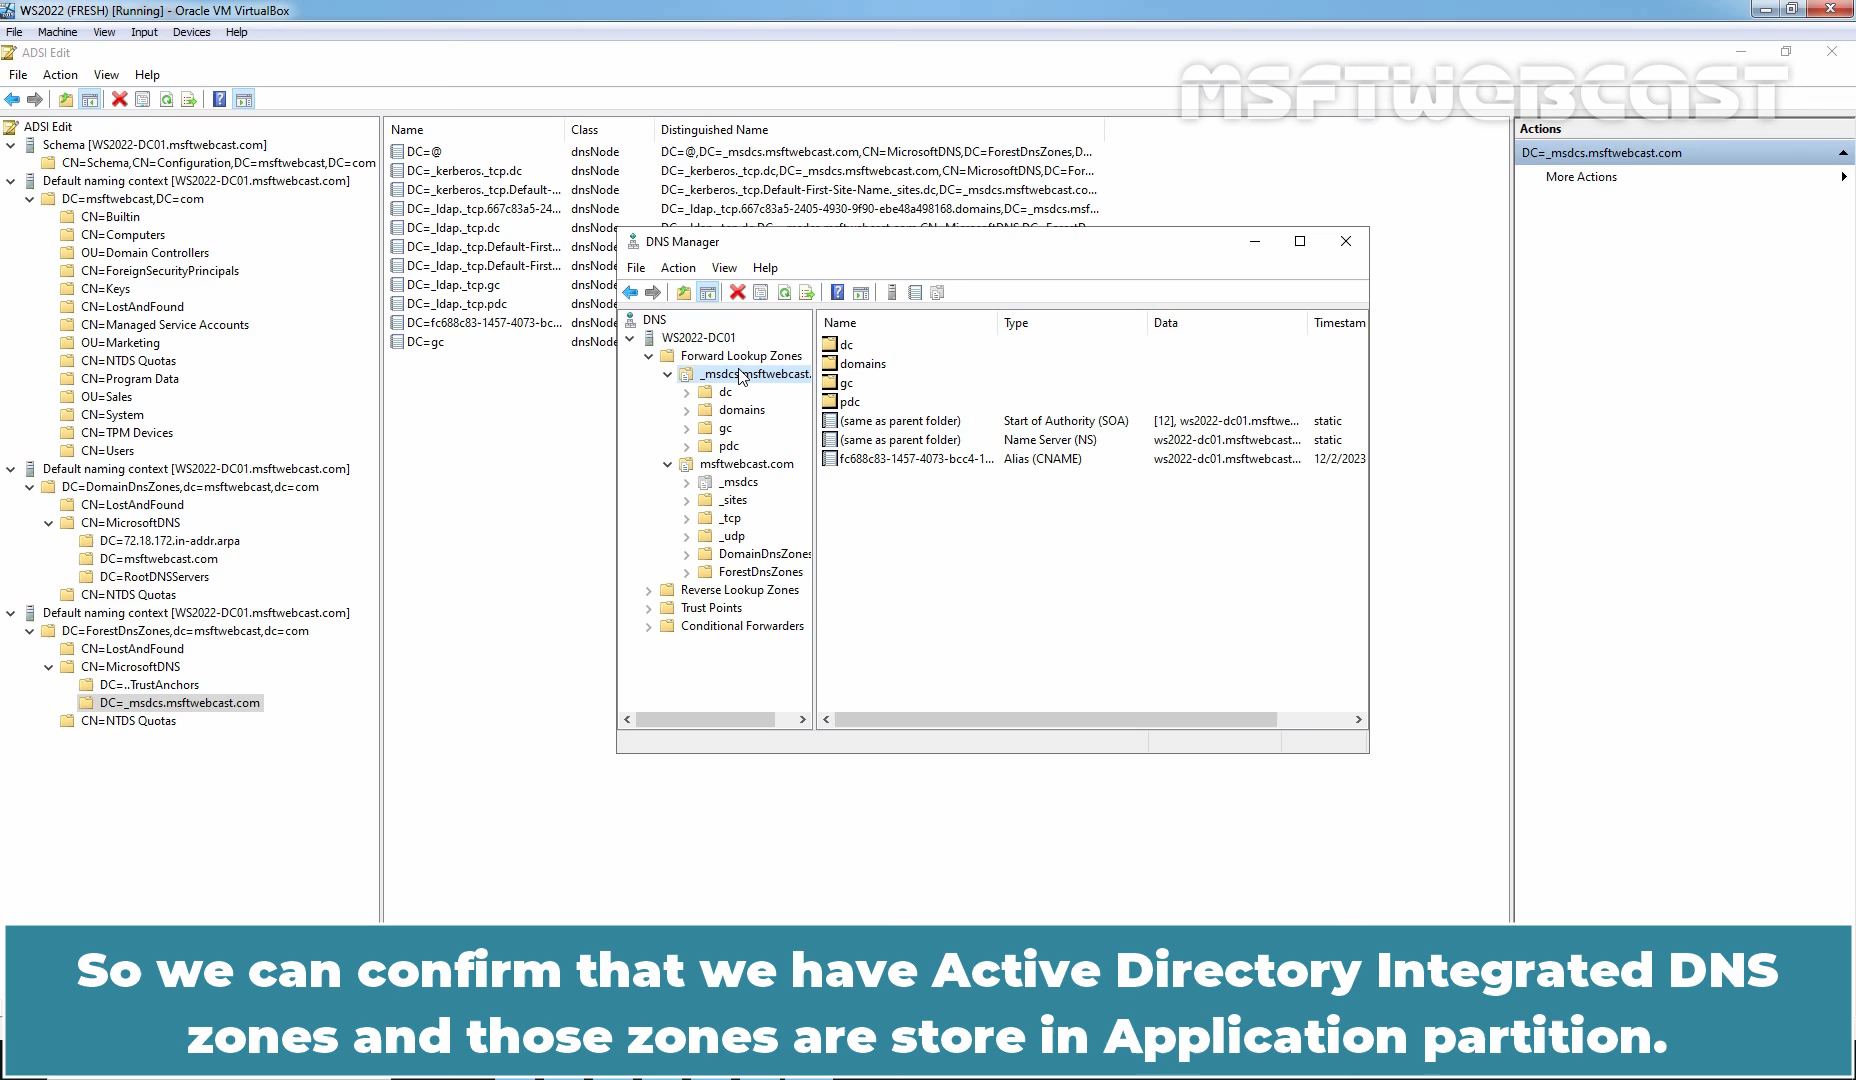 WS2022 (FRESH) [Running] - Oracle VM VirtualBox
File Machine View Input Devices Help
ADSI Edit
File Action View Help
MSFTWEBCAST
ADSI Edit
Schema [WS2022-DC01.msftwebcast.com]
CN=Schema,CN=Configuration,DC=msftwebcast,DC=com
Default naming context [WS2022-DC01.msftwebcast.com]
DC=msftwebcast,DC=com
CN=Builtin
CN=Computers
OU=Domain Controllers
CN=ForeignSecurityPrincipals
CN=Keys
CN=LostAndFound
CN=Managed Service Accounts
OU=Marketing
CN=NTDS Quotas
CN=Program Data
OU=Sales
CN=System
CN=TPM Devices
CN=Users
Default naming context [WS2022-DC01.msftwebcast.com]
DC=DomainDnsZones,dc=msftwebcast,dc=com
CN=LostAndFound
CN=MicrosoftDNS
DC=72.18.172.in-addr.arpa
DC=msftwebcast.com
DC=RootDNSServers
CN=NTDS Quotas
Default naming context [WS2022-DC01.msftwebcast.com]
DC=ForestDnsZones,dc=msftwebcast,dc=com
CN=LostAndFound
CN=MicrosoftDNS
DC=..TrustAnchors
DC=_msdcs.msftwebcast.com
CN=NTDS Quotas
Name Class Distinguished Name
DC=@ dnsNode DC=@,DC=_msdcs.msftwebcast.com,CN=MicrosoftDNS,DC=ForestDnsZones,D...
DC=_kerberos._tcp.dc dnsNode DC=_kerberos._tcp.dc,DC=_msdcs.msftwebcast.com,CN=MicrosoftDNS,DC=For...
DC=_kerberos._tcp.Default-... dnsNode DC=_kerberos._tcp.Default-First-Site-Name._sites.dc,DC=_msdcs.msftwebcast.co...
DC=_ldap._tcp.667c83a5-24... dnsNode DC=_ldap._tcp.667c83a5-2405-4930-9f90-ebe48a498168.domains,DC=_msdcs.msf...
DC=_ldap._tcp.dc dnsNode
DC=_ldap._tcp.Default-First... dnsNode
DC=_ldap._tcp.Default-First... dnsNode
DC=_ldap._tcp.gc dnsNode
DC=_ldap._tcp.pdc dnsNode
DC=fc688c83-1457-4073-bc... dnsNode
DC=gc dnsNode
DNS Manager
File Action View Help
DNS
WS2022-DC01
Forward Lookup Zones
_msdcs.msftwebcast.
dc
domains
gc
pdc
msftwebcast.com
_msdcs
_sites
_tcp
_udp
DomainDnsZones
ForestDnsZones
Reverse Lookup Zones
Trust Points
Conditional Forwarders
Name Type Data Timestam
dc
domains
gc
pdc
(same as parent folder) Start of Authority (SOA) [12], ws2022-dc01.msftwe... static
(same as parent folder) Name Server (NS) ws2022-dc01.msftwebcast... static
fc688c83-1457-4073-bcc4-1... Alias (CNAME) ws2022-dc01.msftwebcast... 12/2/2023
Actions
DC=_msdcs.msftwebcast.com
More Actions
So we can confirm that we have Active Directory Integrated DNS
zones and those zones are store in Application partition.